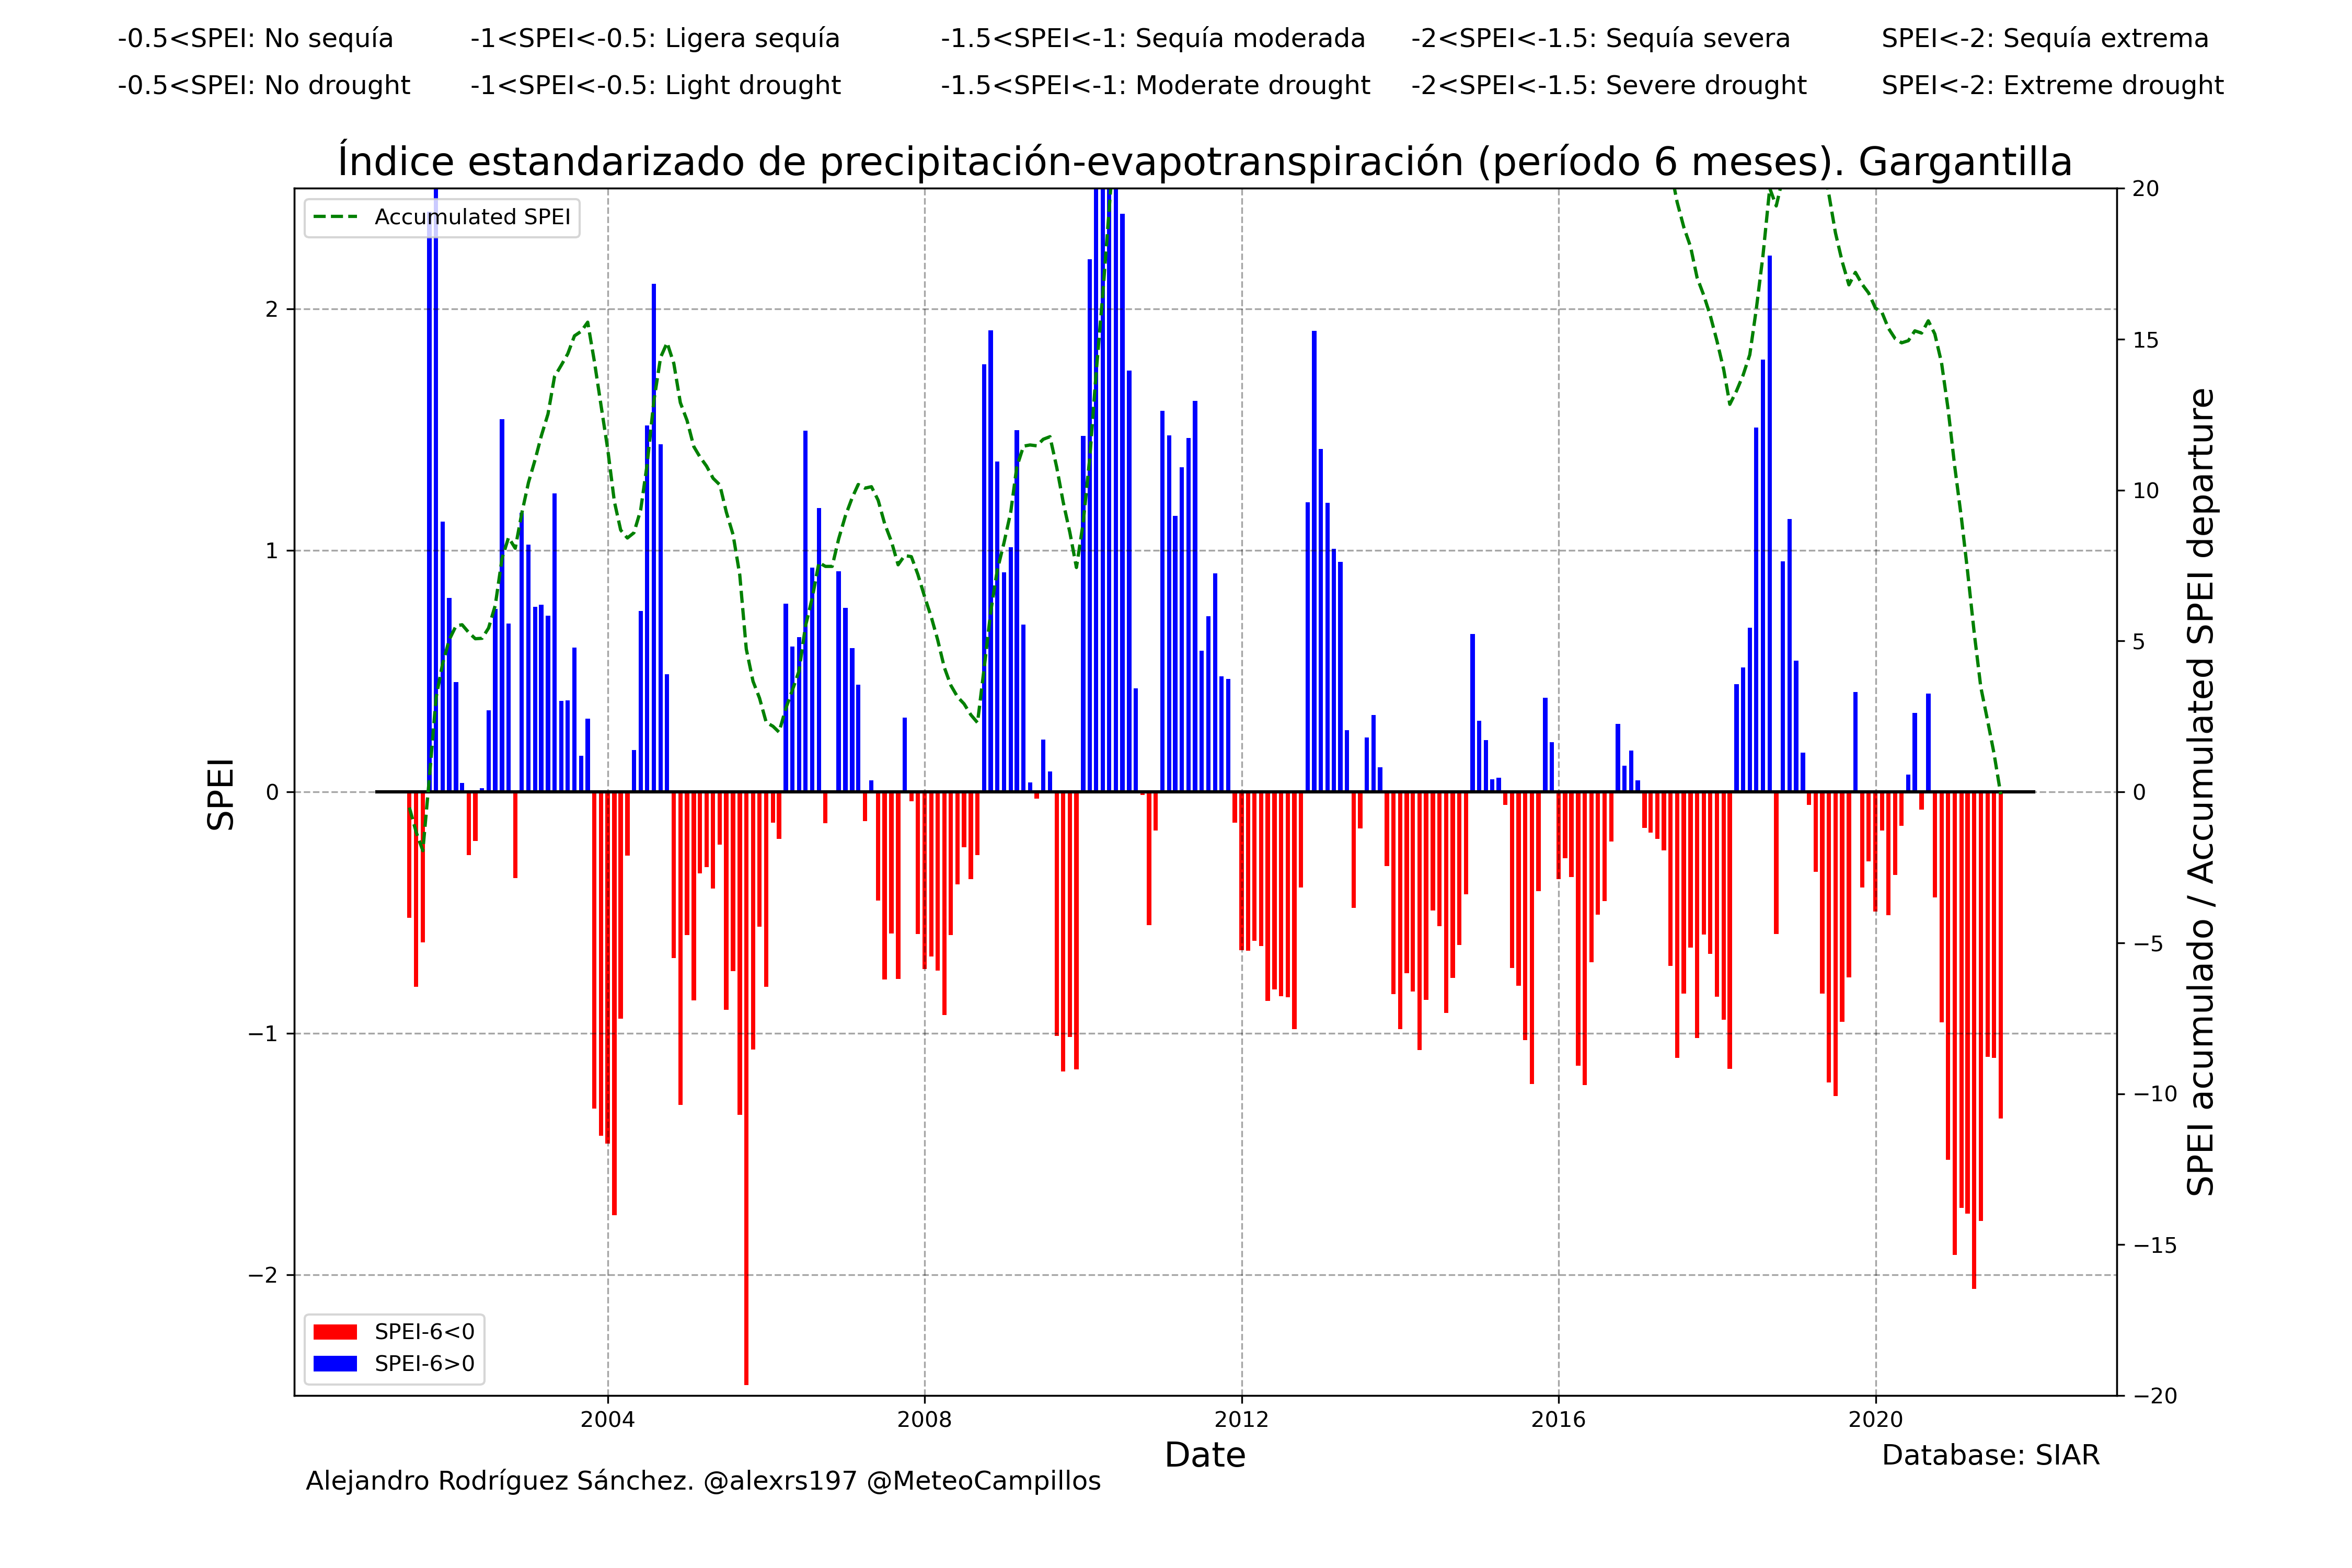 -0.5<SPEI: No sequía -1<SPEI<-0.5: Ligera sequía -1.5<SPEI<-1: Sequía moderada -2<SPEI<-1.5: Sequía severa SPEI<-2: Sequía extrema
-0.5<SPEI: No drought -1<SPEI<-0.5: Light drought -1.5<SPEI<-1: Moderate drought -2<SPEI<-1.5: Severe drought SPEI<-2: Extreme drought
Índice estandarizado de precipitación-evapotranspiración (período 6 meses). Gargantilla
Accumulated SPEI
SPEI
2
1
0
−1
−2
20
15
10
5
0
−5
−10
−15
−20
SPEI acumulado / Accumulated SPEI departure
SPEI-6<0
SPEI-6>0
2004 2008 2012 2016 2020
Date
Database: SIAR
Alejandro Rodríguez Sánchez. @alexrs197 @MeteoCampillos